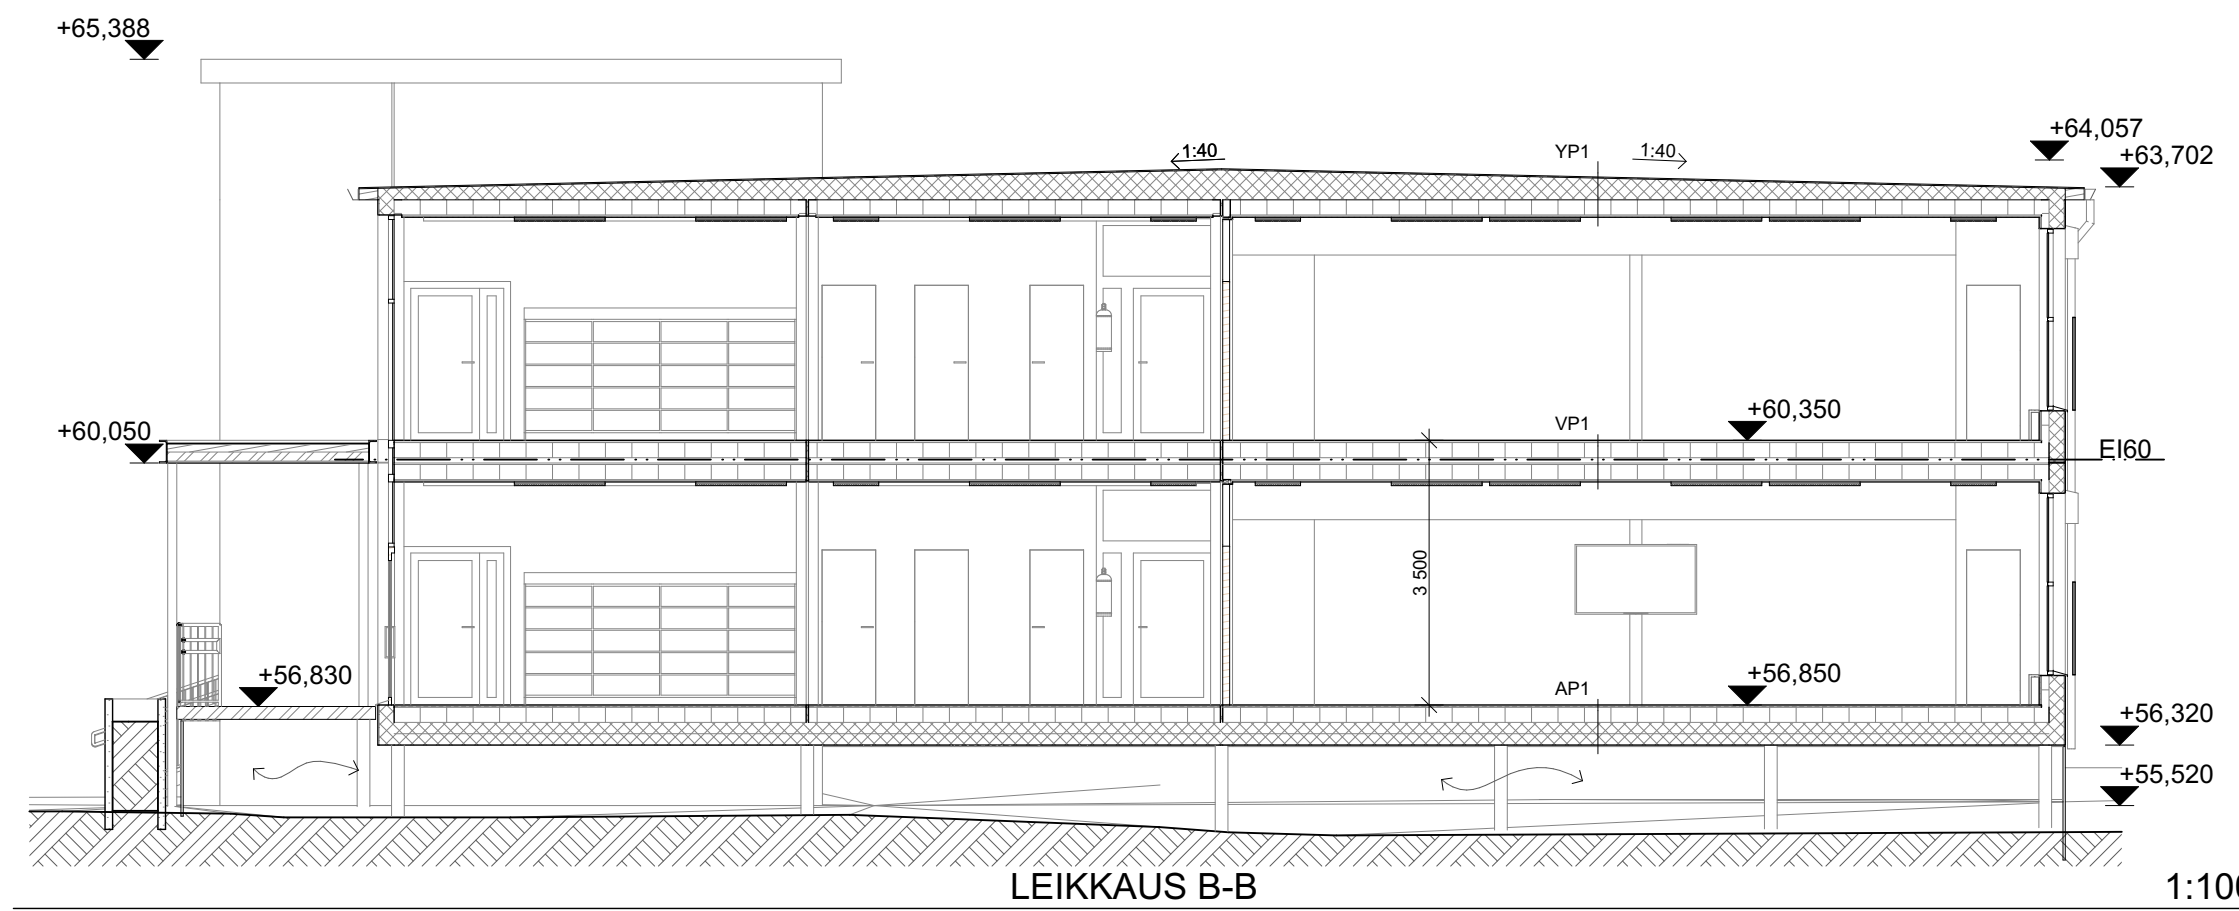 +65,388
+64,057
1:40
YP1
1:40
+63,702
+60,350
VP1
+60,050
EI60
3 500
+56,830
+56,850
AP1
+56,320
+55,520
LEIKKAUS B-B
1:100